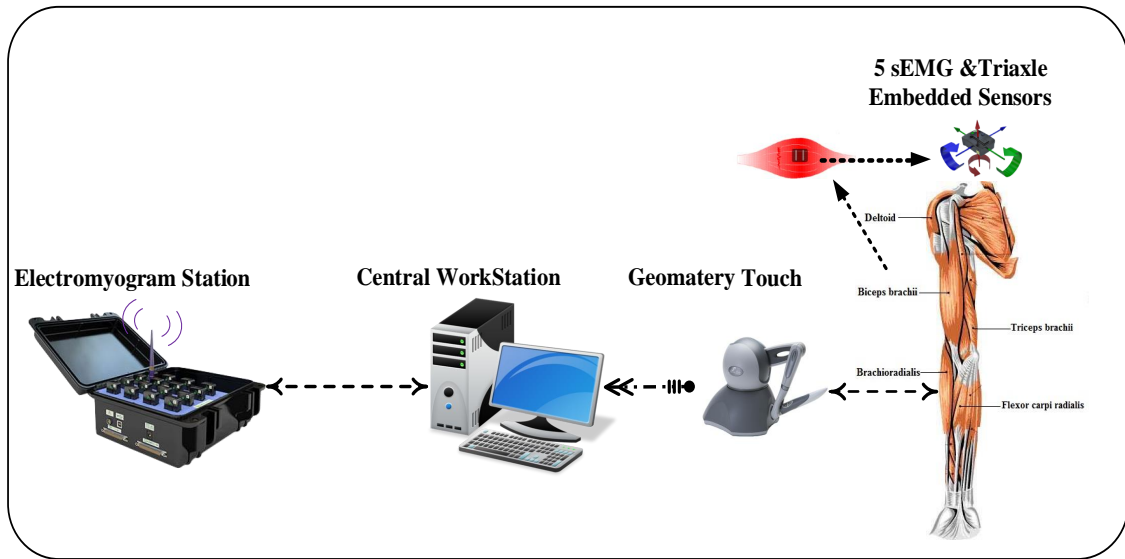 5 sEMG &Triaxle
Embedded Sensors
Deltoid
Electromyogram Station
Central WorkStation
Geomatery Touch
Biceps brachii
Triceps brachii
Brachioradialis
Flexor carpi radialis